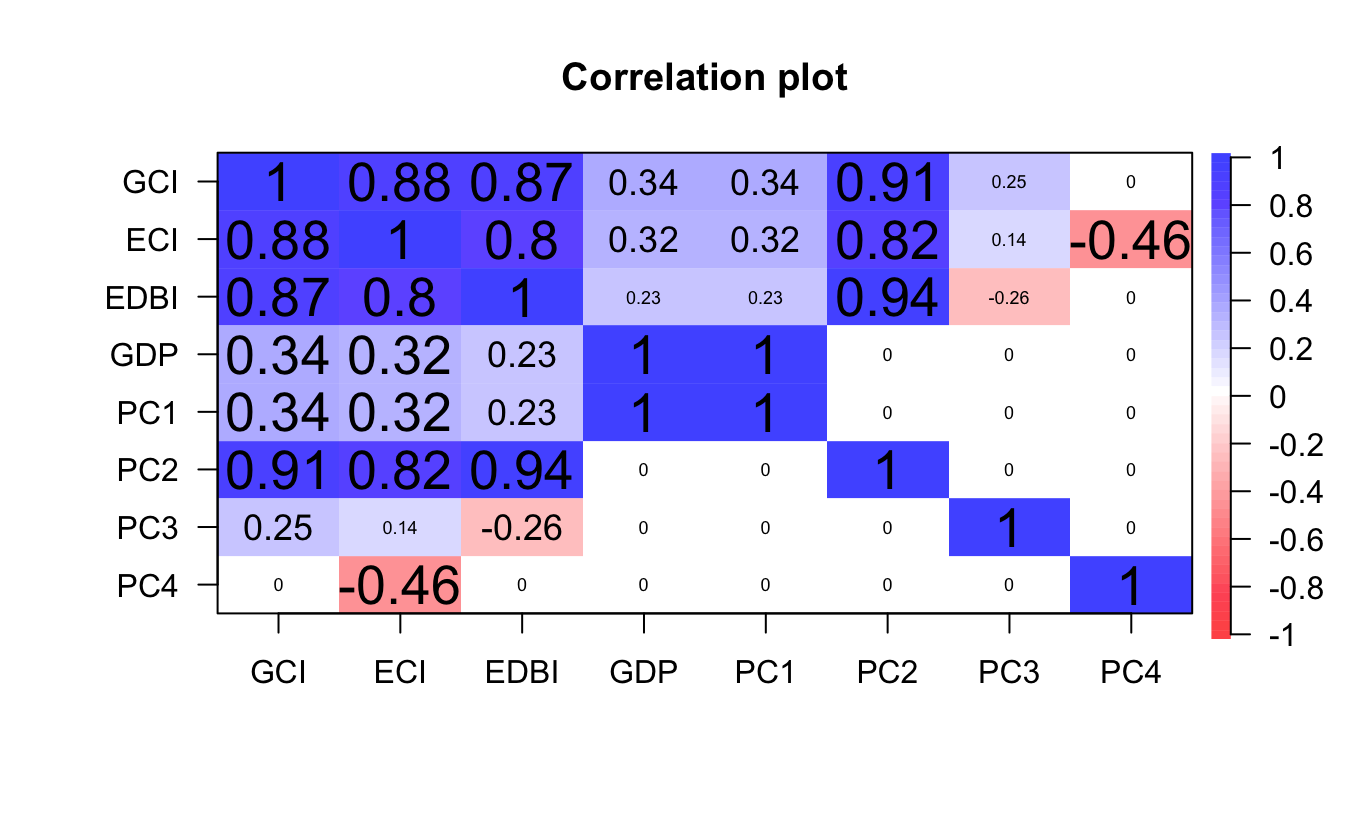 Correlation plot
GCI 1 0.88 0.87 0.34 0.34 0.91 0.25 0 1
ECI 0.88 1 0.8 0.32 0.32 0.82 0.14 -0.46 0.8
0.6
EDBI 0.87 0.8 1 0.23 0.23 0.94 -0.26 0 0.4
GDP 0.34 0.32 0.23 1 1 0 0 0 0.2
0
PC1 0.34 0.32 0.23 1 1 0 0 0 -0.2
PC2 0.91 0.82 0.94 0 0 1 0 0 -0.4
PC3 0.25 0.14 -0.26 0 0 0 1 0 -0.6
PC4 0 -0.46 0 0 0 0 0 1 -0.8
-1
GCI ECI EDBI GDP PC1 PC2 PC3 PC4